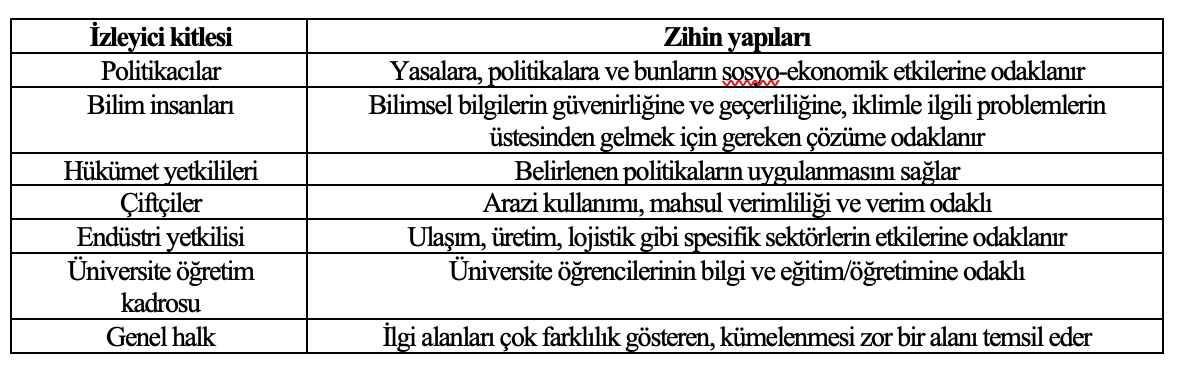 İzleyici kitlesi Zihin yapıları
Politikacılar Yasalara, politikalara ve bunların sosyo-ekonomik etkilerine odaklanır
Bilim insanları Bilimsel bilgilerin güvenirliğine ve geçerliliğine, iklimle ilgili problemlerin
üstesinden gelmek için gereken çözüme odaklanır
Hükümet yetkilileri Belirlenen politikaların uygulanmasını sağlar
Çiftçiler Arazi kullanımı, mahsul verimliliği ve verim odaklı
Endüstri yetkilisi Ulaşım, üretim, lojistik gibi spesifik sektörlerin etkilerine odaklanır
Üniversite öğretim Üniversite öğrencilerinin bilgi ve eğitim/öğretimine odaklı
kadrosu
Genel halk İlgi alanları çok farklılık gösteren, kümelenmesi zor bir alanı temsil eder